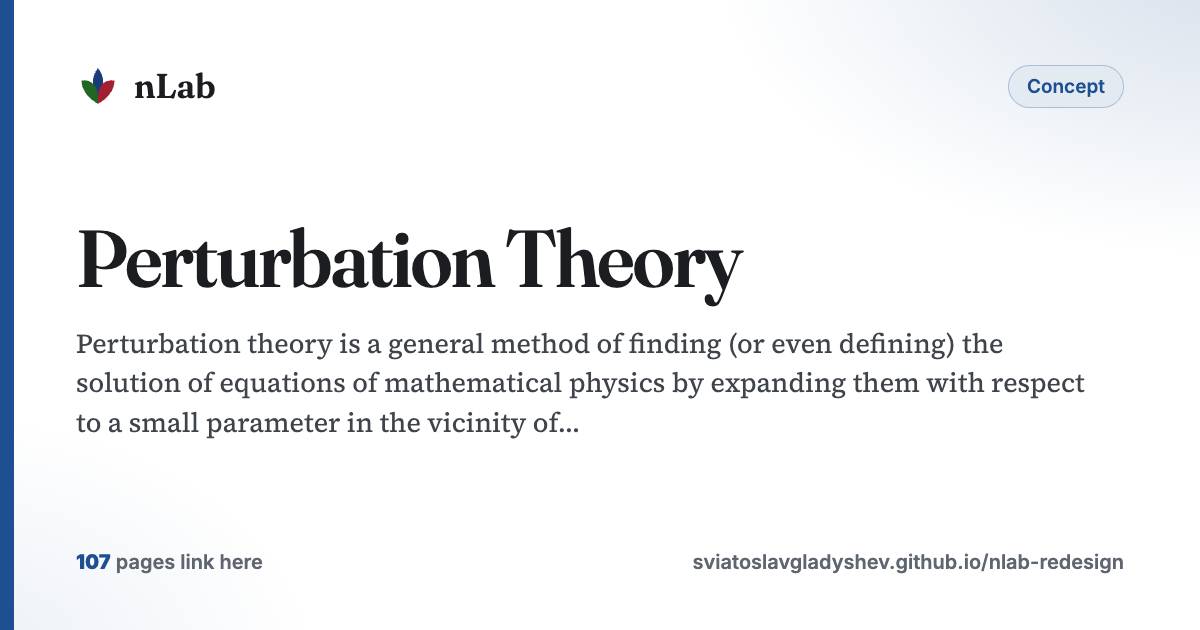 nLab
Concept
Perturbation Theory
Perturbation theory is a general method of finding (or even defining) the
solution of equations of mathematical physics by expanding them with respect
to a small parameter in the vicinity of...
107 pages link here
sviatoslavgladyshev.github.io/nlab-redesign